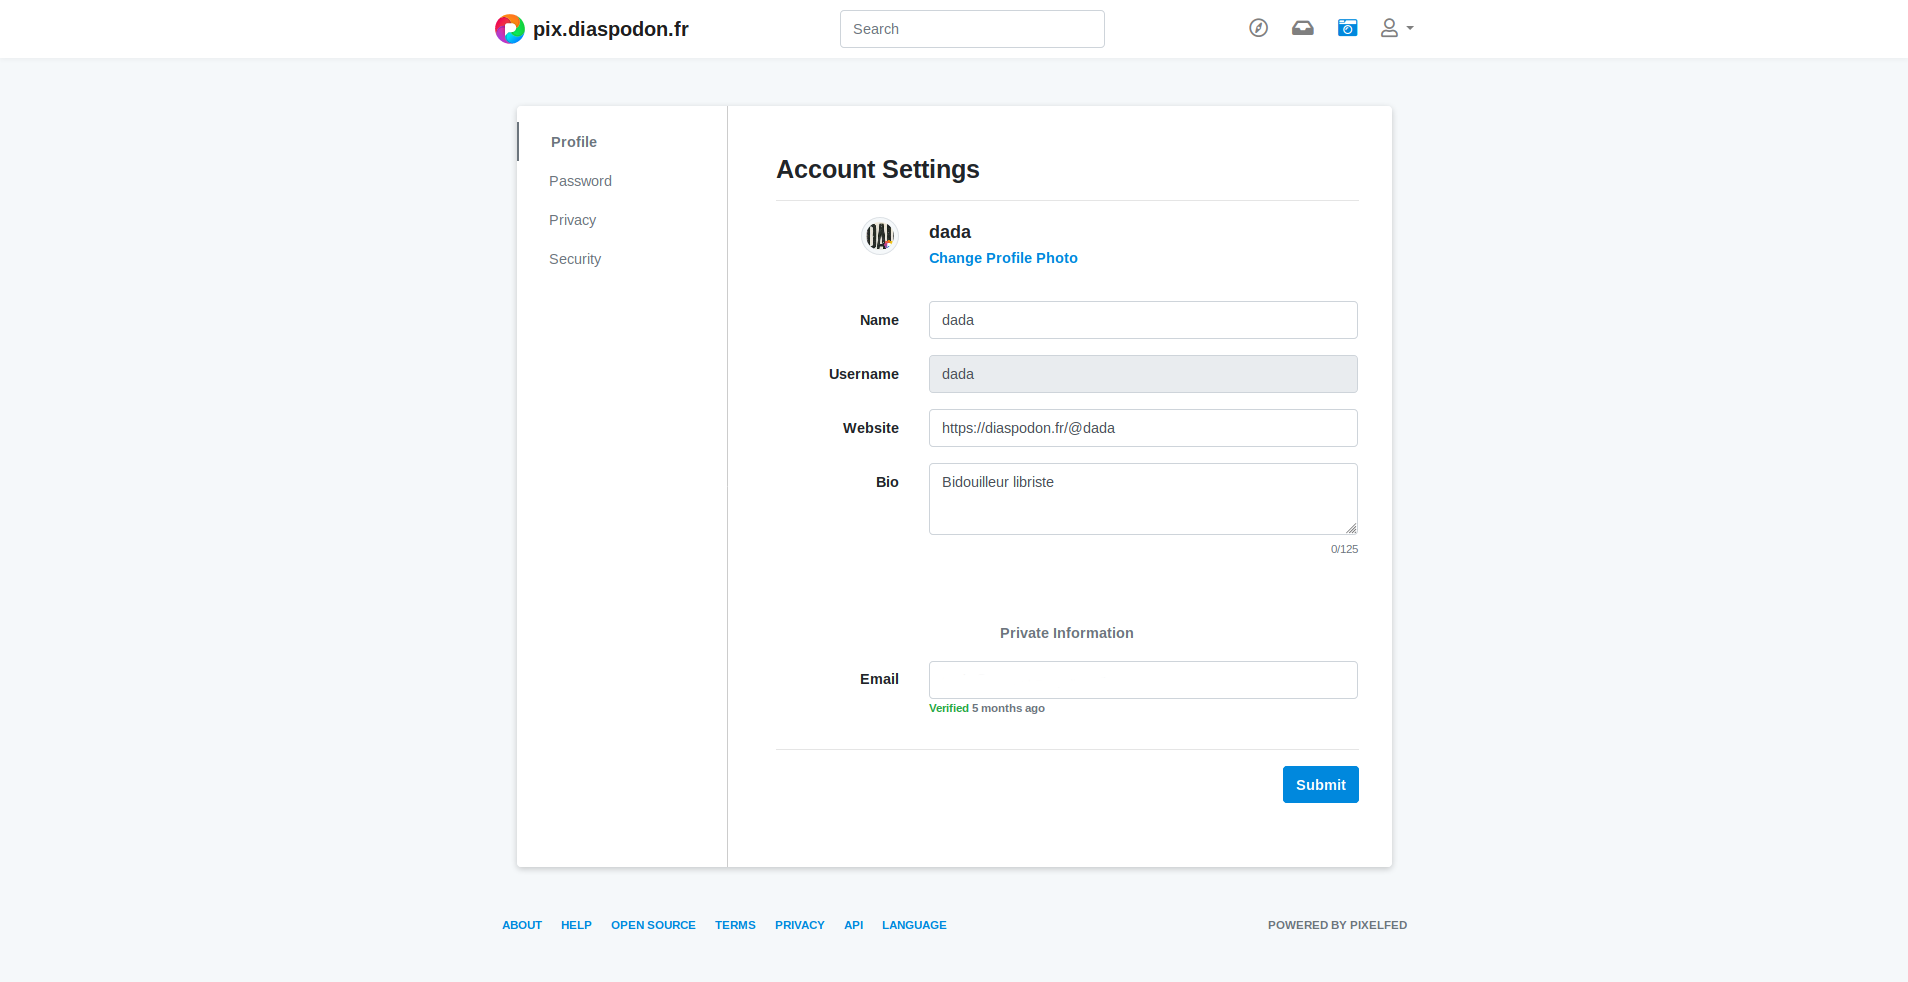 pix.diaspodon.fr
Search
Profile
Password
Privacy
Security
Account Settings
dada
Change Profile Photo
Name
dada
Username
dada
Website
https://diaspodon.fr/@dada
Bio
Bidouilleur libriste
0/125
Private Information
Email
Verified 5 months ago
Submit
ABOUT HELP OPEN SOURCE TERMS PRIVACY API LANGUAGE
POWERED BY PIXELFED